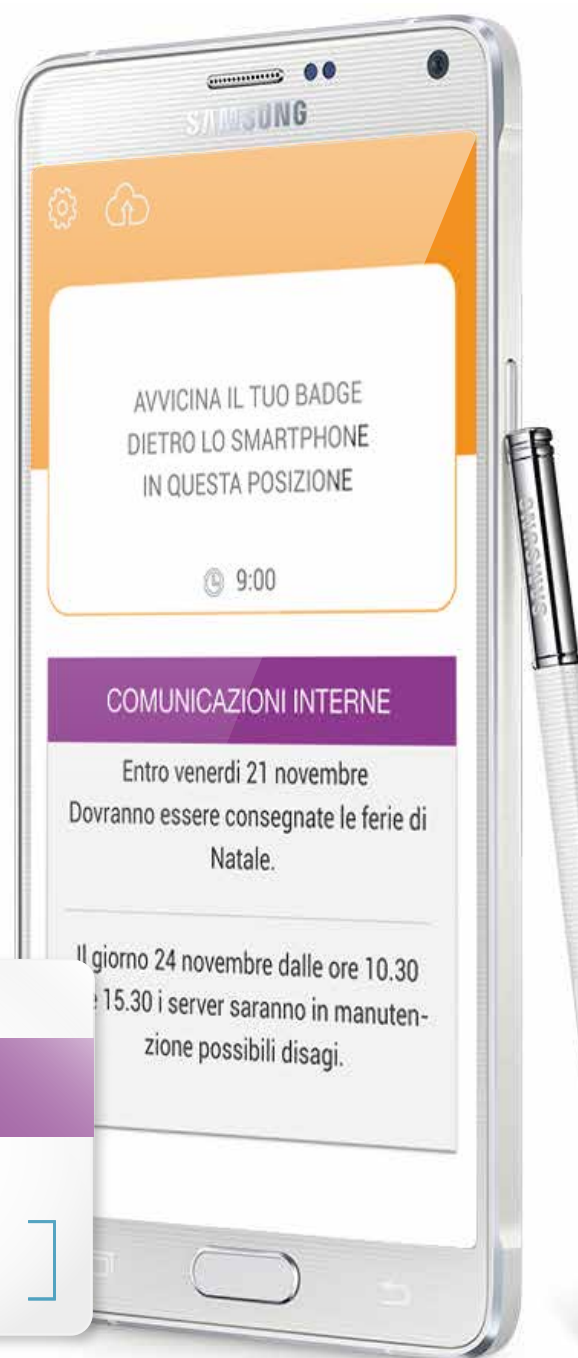 SAMSUNG
AVVICINA IL TUO BADGE
DIETRO LO SMARTPHONE
IN QUESTA POSIZIONE
9:00
COMUNICAZIONI INTERNE
Entro venerdi 21 novembre
Dovranno essere consegnate le ferie di
Natale.
Il giorno 24 novembre dalle ore 10.30
15.30 i server saranno in manuten-
zione possibili disagi.
SAMSUNG